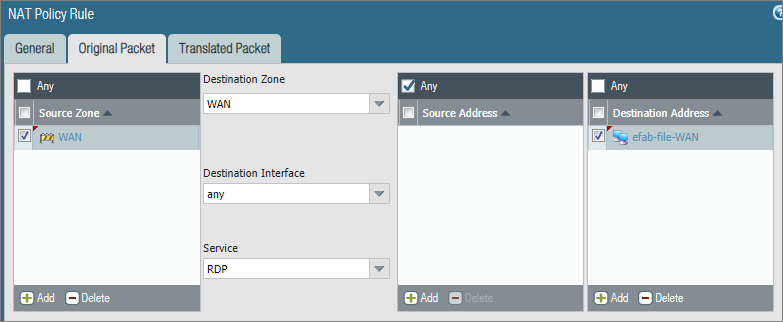 NAT Policy Rule
General
Original Packet
Translated Packet
Any
Source Zone
WAN
Add
Delete
Destination Zone
WAN
Destination Interface
any
Service
RDP
Any
Source Address
Add
Delete
Any
Destination Address
efab-file-WAN
Add
Delete